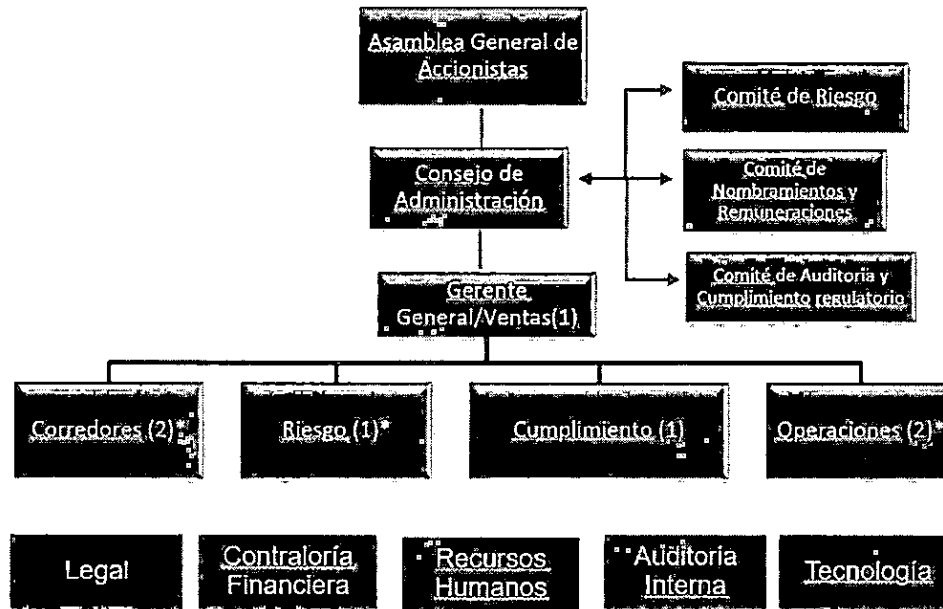 Asamblea General de
Accionistas
Comité de Riesgo
Consejo de
Administración
Comité de
Nombramientos y
Remuneraciones
Comité de Auditoria y
Cumplimiento regulatorio
Gerente
General/Ventas(1)
Corredores (2)*
Riesgo (1)*
Cumplimiento (1)
Operaciones (2)*
Legal
Contraloría
Financiera
Recursos
Humanos
Auditoria
Interna
Tecnología